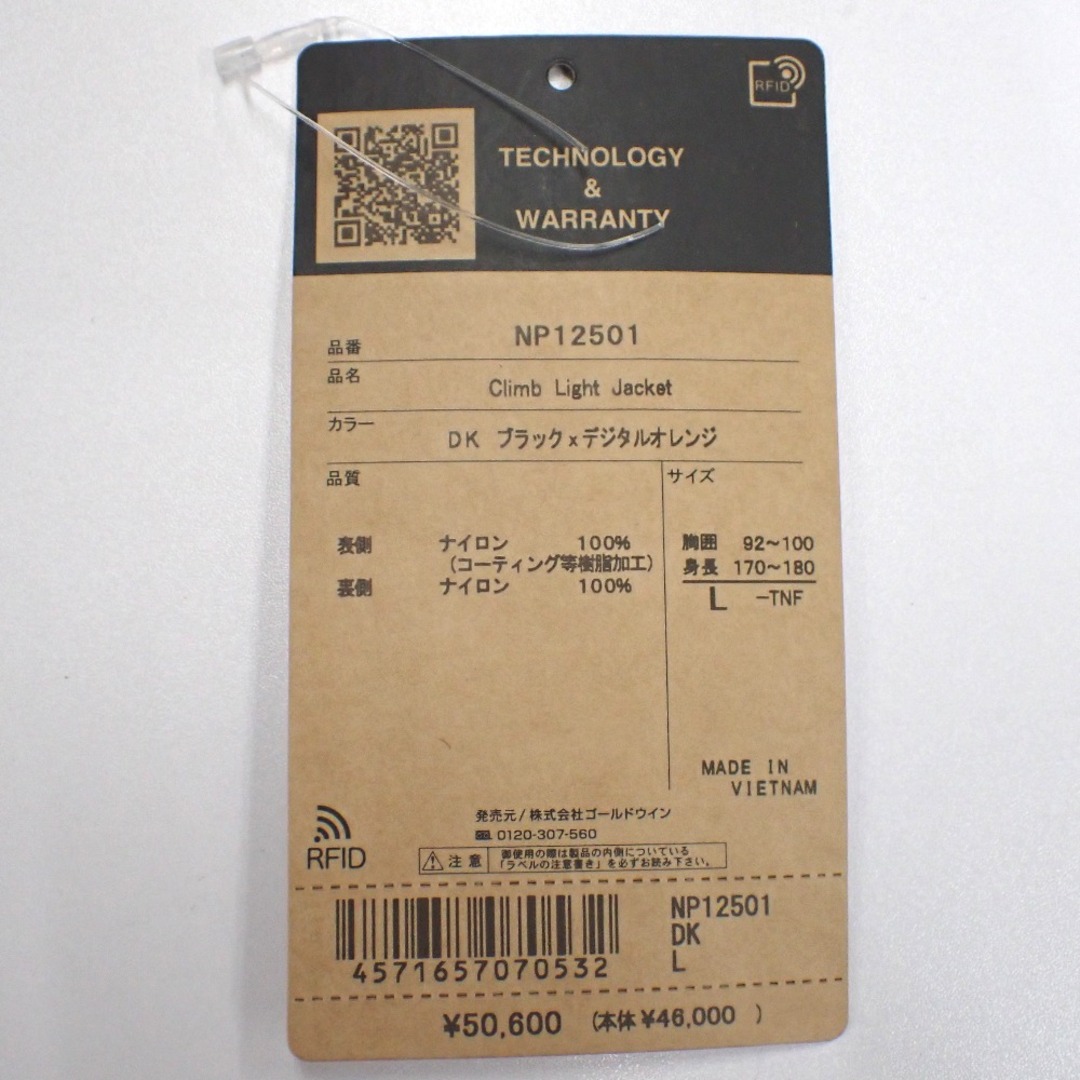 RFID
TECHNOLOGY
&
WARRANTY
品番 NP12501
品名 Climb Light Jacket
カラー DK ブラックxデジタルオレンジ
品質
表側 ナイロン 100%
(コーティング等樹脂加工)
裏側 ナイロン 100%
サイズ
胸囲 92~100
身長 170~180
L -TNF
MADE IN
VIETNAM
発売元/株式会社ゴールドウイン
0120-307-560
RFID
注意 御使用の際は製品の内側についている
「ラベルの注意書き」を必ずお読み下さい。
4571657070532
NP12501
DK
L
¥50,600 (本体¥46,000 )